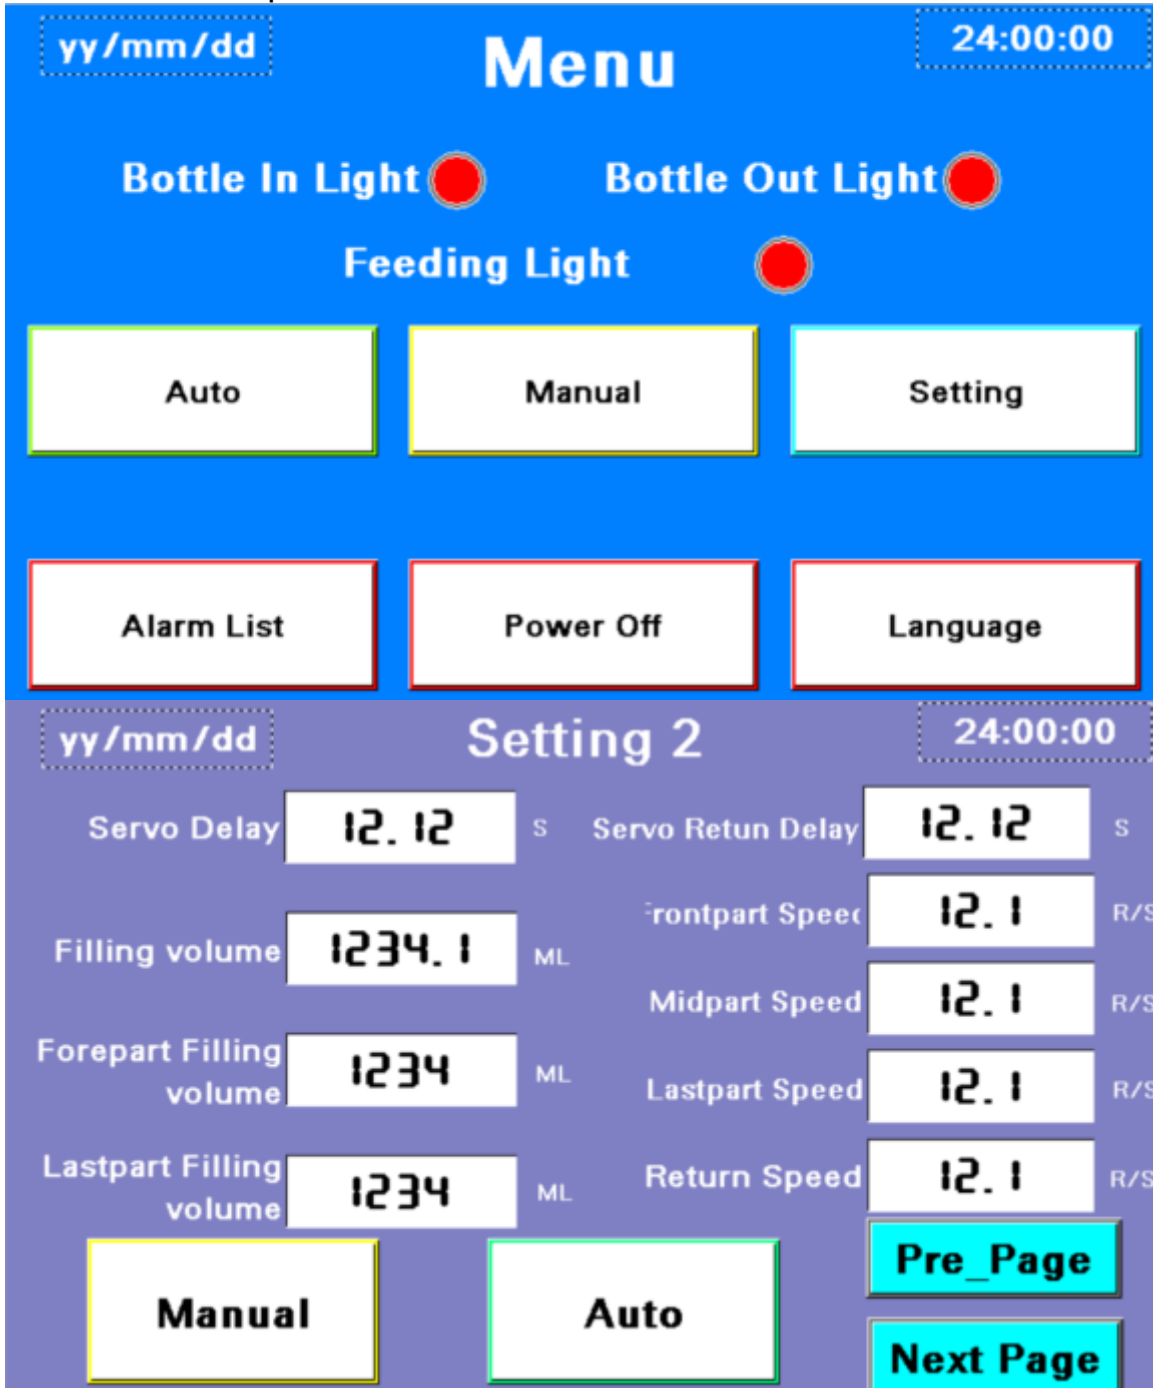 yy/mm/dd
Menu
24:00:00
Bottle In Light
Bottle Out Light
Feeding Light
Auto
Manual
Setting
Alarm List
Power Off
Language
yy/mm/dd
Setting 2
24:00:00
Servo Delay 12.12 S
Servo Retun Delay 12.12 S
Filling volume 1234.1 ML
Forepart Filling
volume 1234 ML
Lastpart Filling
volume 1234 ML
rontpart Speed 12.1 R/S
Midpart Speed 12.1 R/S
Lastpart Speed 12.1 R/S
Return Speed 12.1 R/S
Manual
Auto
Pre_Page
Next Page